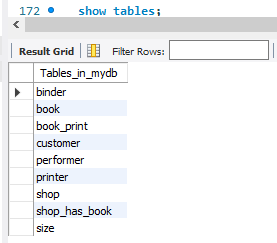 172 show tables;
Result Grid Filter Rows:
Tables_in_mydb
binder
book
book_print
customer
performer
printer
shop
shop_has_book
size